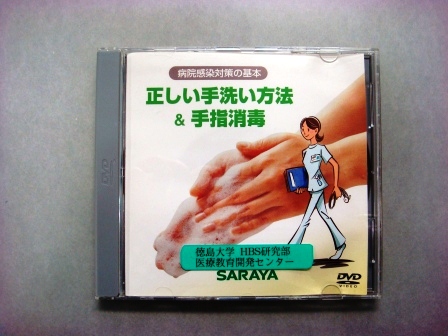 病院感染対策の基本
正しい手洗い方法
& 手指消毒
徳島大学 HBS研究部
医療教育開発センター
SARAYA
DVD
VIDEO
DVD